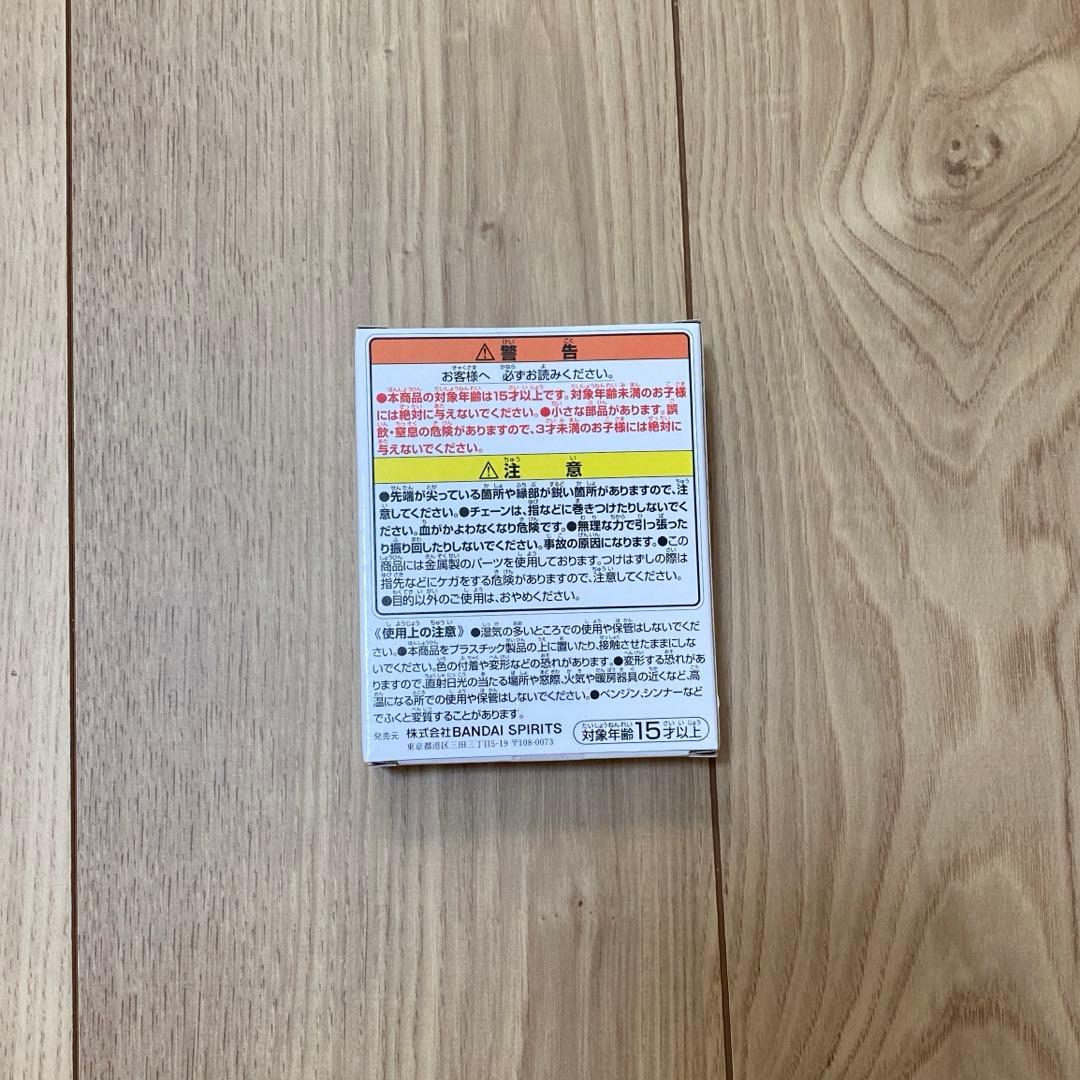 ⚠警告
お客様へ 必ずお読みください。
●本商品の対象年齢は15才以上です。対象年齢未満のお子様
には絶対に与えないでください。●小さな部品があります。誤
飲・窒息の危険がありますので、3才未満のお子様には絶対に
与えないでください。
⚠注意
●先端が尖っている箇所や縁部が鋭い箇所がありますので、注
意してください。●チェーンは、指などに巻きつけたりしないでく
ださい。血がかよわなくなり危険です。●無理な力で引っ張った
り振り回したりしないでください。事故の原因になります。●この
商品には金属製のパーツを使用しております。つけはずしの際は
指先などにケガをする危険がありますので、注意してください。
●目的以外のご使用は、おやめください。
《使用上の注意》●湿気の多いところでの使用や保管はしないでくだ
さい。●本商品をプラスチック製品の上に置いたり、接触させたままにしな
いでください。色の付着や変形などの恐れがあります。●変形する恐れがあ
りますので、直射日光の当たる場所や窓際、火気や暖房器具の近くなど、高
温になる所での使用や保管はしないでください。●ベンジン、シンナーなど
でふくと変質することがあります。
発売元 株式会社BANDAI SPIRITS
東京都港区三田三丁目5-19 〒108-0073
対象年齢15才以上